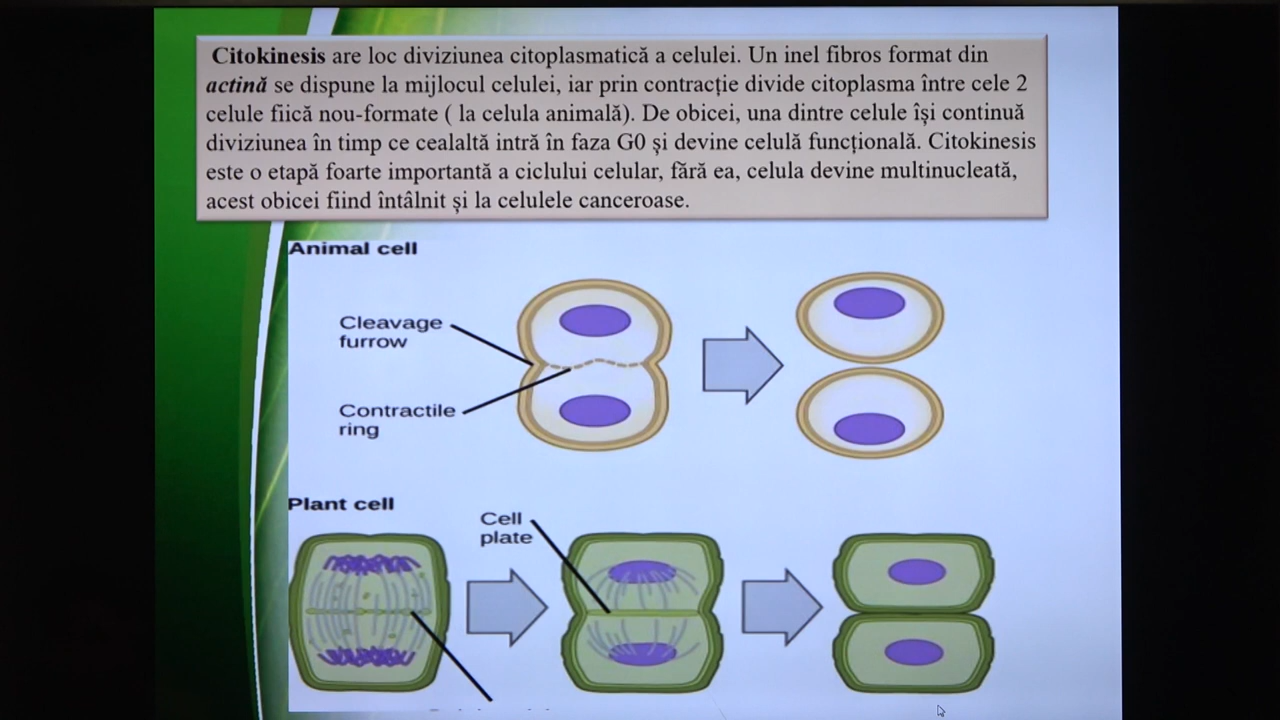 Citokinesis are loc diviziunea citoplasmatică a celulei. Un inel fibros format din
actină se dispune la mijlocul celulei, iar prin contracție divide citoplasma între cele 2
celule fiică nou-formate ( la celula animală). De obicei, una dintre celule își continuă
diviziunea în timp ce cealaltă intră în faza G0 și devine celulă funcțională. Citokinesis
este o etapă foarte importantă a ciclului celular, fără ea, celula devine multinucleată,
acest obicei fiind întâlnit și la celulele canceroase.
Animal cell
Cleavage
furrow
Contractile
ring
Plant cell
Cell
plate